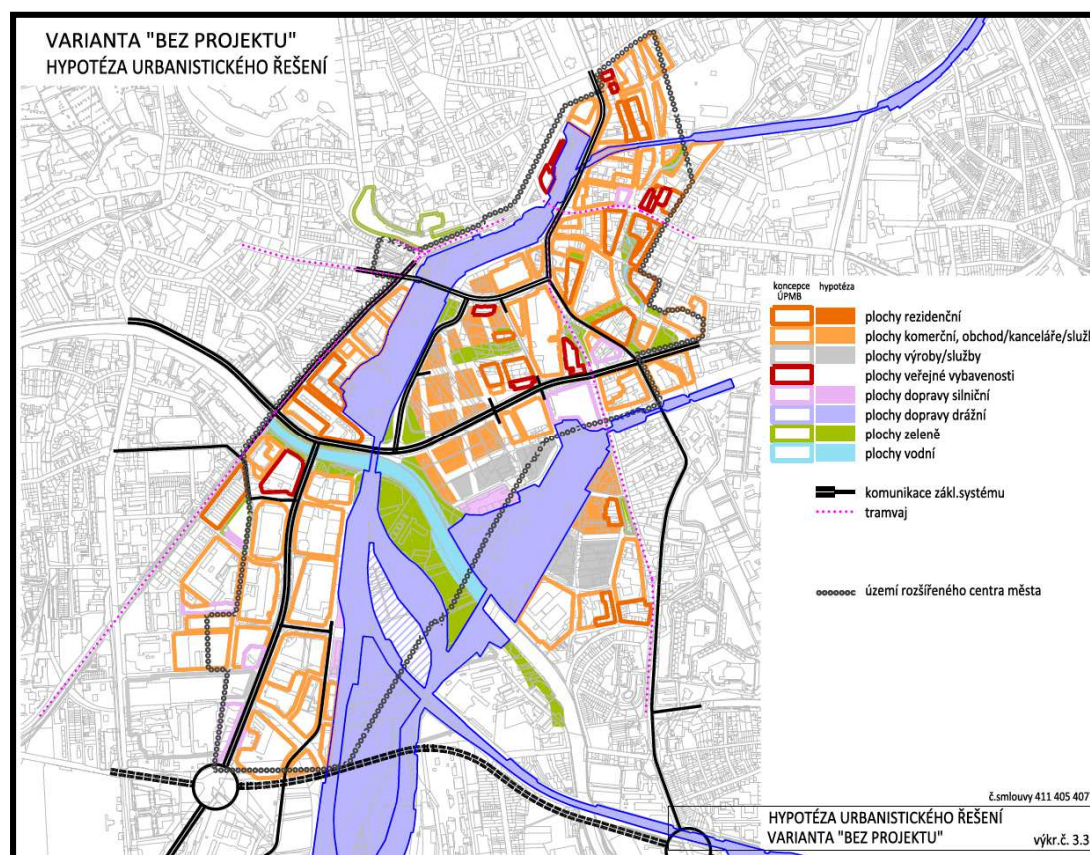 VARIANTA "BEZ PROJEKTU"
HYPOTÉZA URBANISTICKÉHO ŘEŠENÍ
koncepce ÚPMB
hypotéza
plochy rezidenční
plochy komerční, obchod/kanceláře/služl
plochy výroby/služby
plochy veřejné vybavenosti
plochy dopravy silniční
plochy dopravy drážní
plochy zeleně
plochy vodní
komunikace zákl.systému
tramvaj
území rozšířeného centra města
č.smlouvy 411 405 407
HYPOTÉZA URBANISTICKÉHO ŘEŠENÍ
VARIANTA "BEZ PROJEKTU"
výkr.č. 3.3